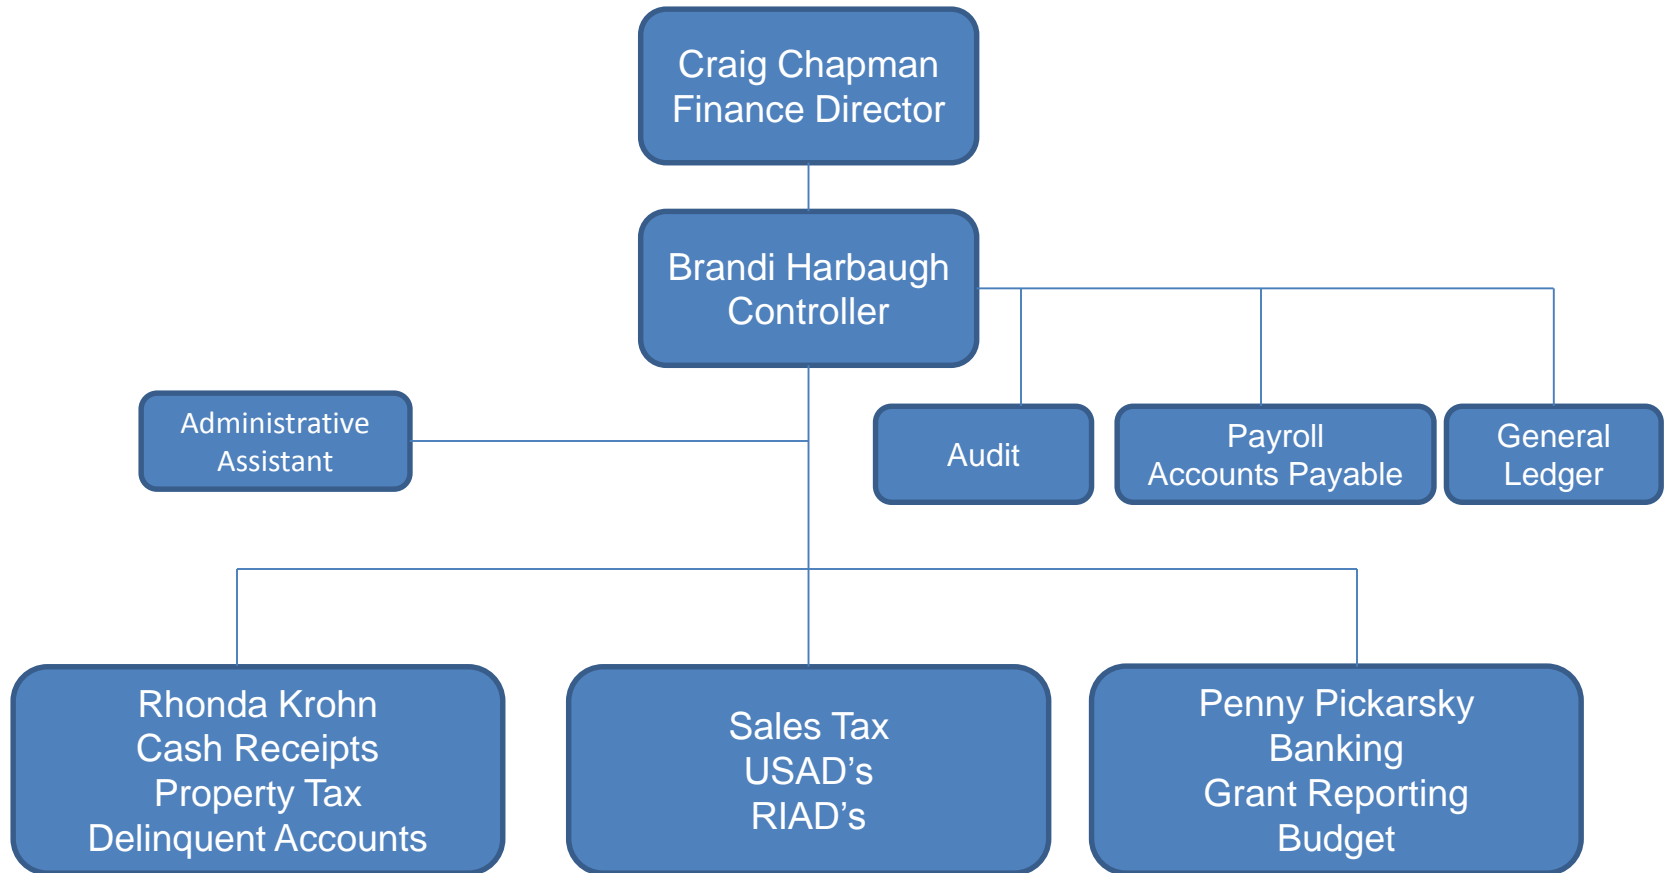 Craig Chapman
Finance Director
Brandi Harbaugh
Controller
Administrative
Assistant
Audit
Payroll
Accounts Payable
General
Ledger
Rhonda Krohn
Cash Receipts
Property Tax
Delinquent Accounts
Sales Tax
USAD’s
RIAD’s
Penny Pickarsky
Banking
Grant Reporting
Budget